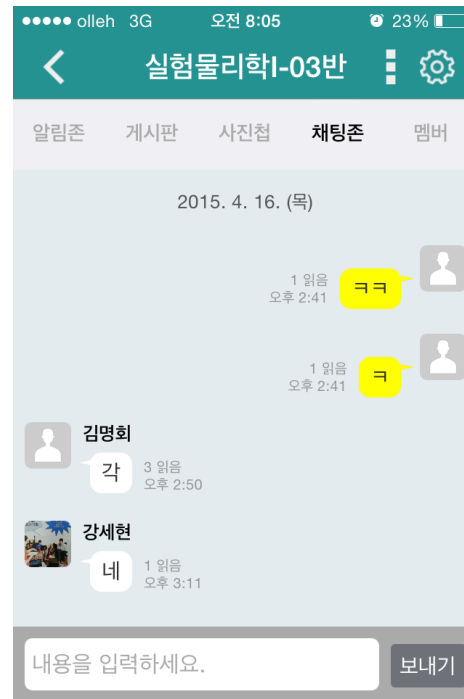 olleh 3G 오전 8:05 23%
실험물리학I-03반
알림존 게시판 사진첩 채팅존 멤버
2015. 4. 16. (목)
1 읽음
오후 2:41
ㅋㅋ
1 읽음
오후 2:41
ㅋ
김명회
각
3 읽음
오후 2:50
강세현
네
1 읽음
오후 3:11
내용을 입력하세요.
보내기